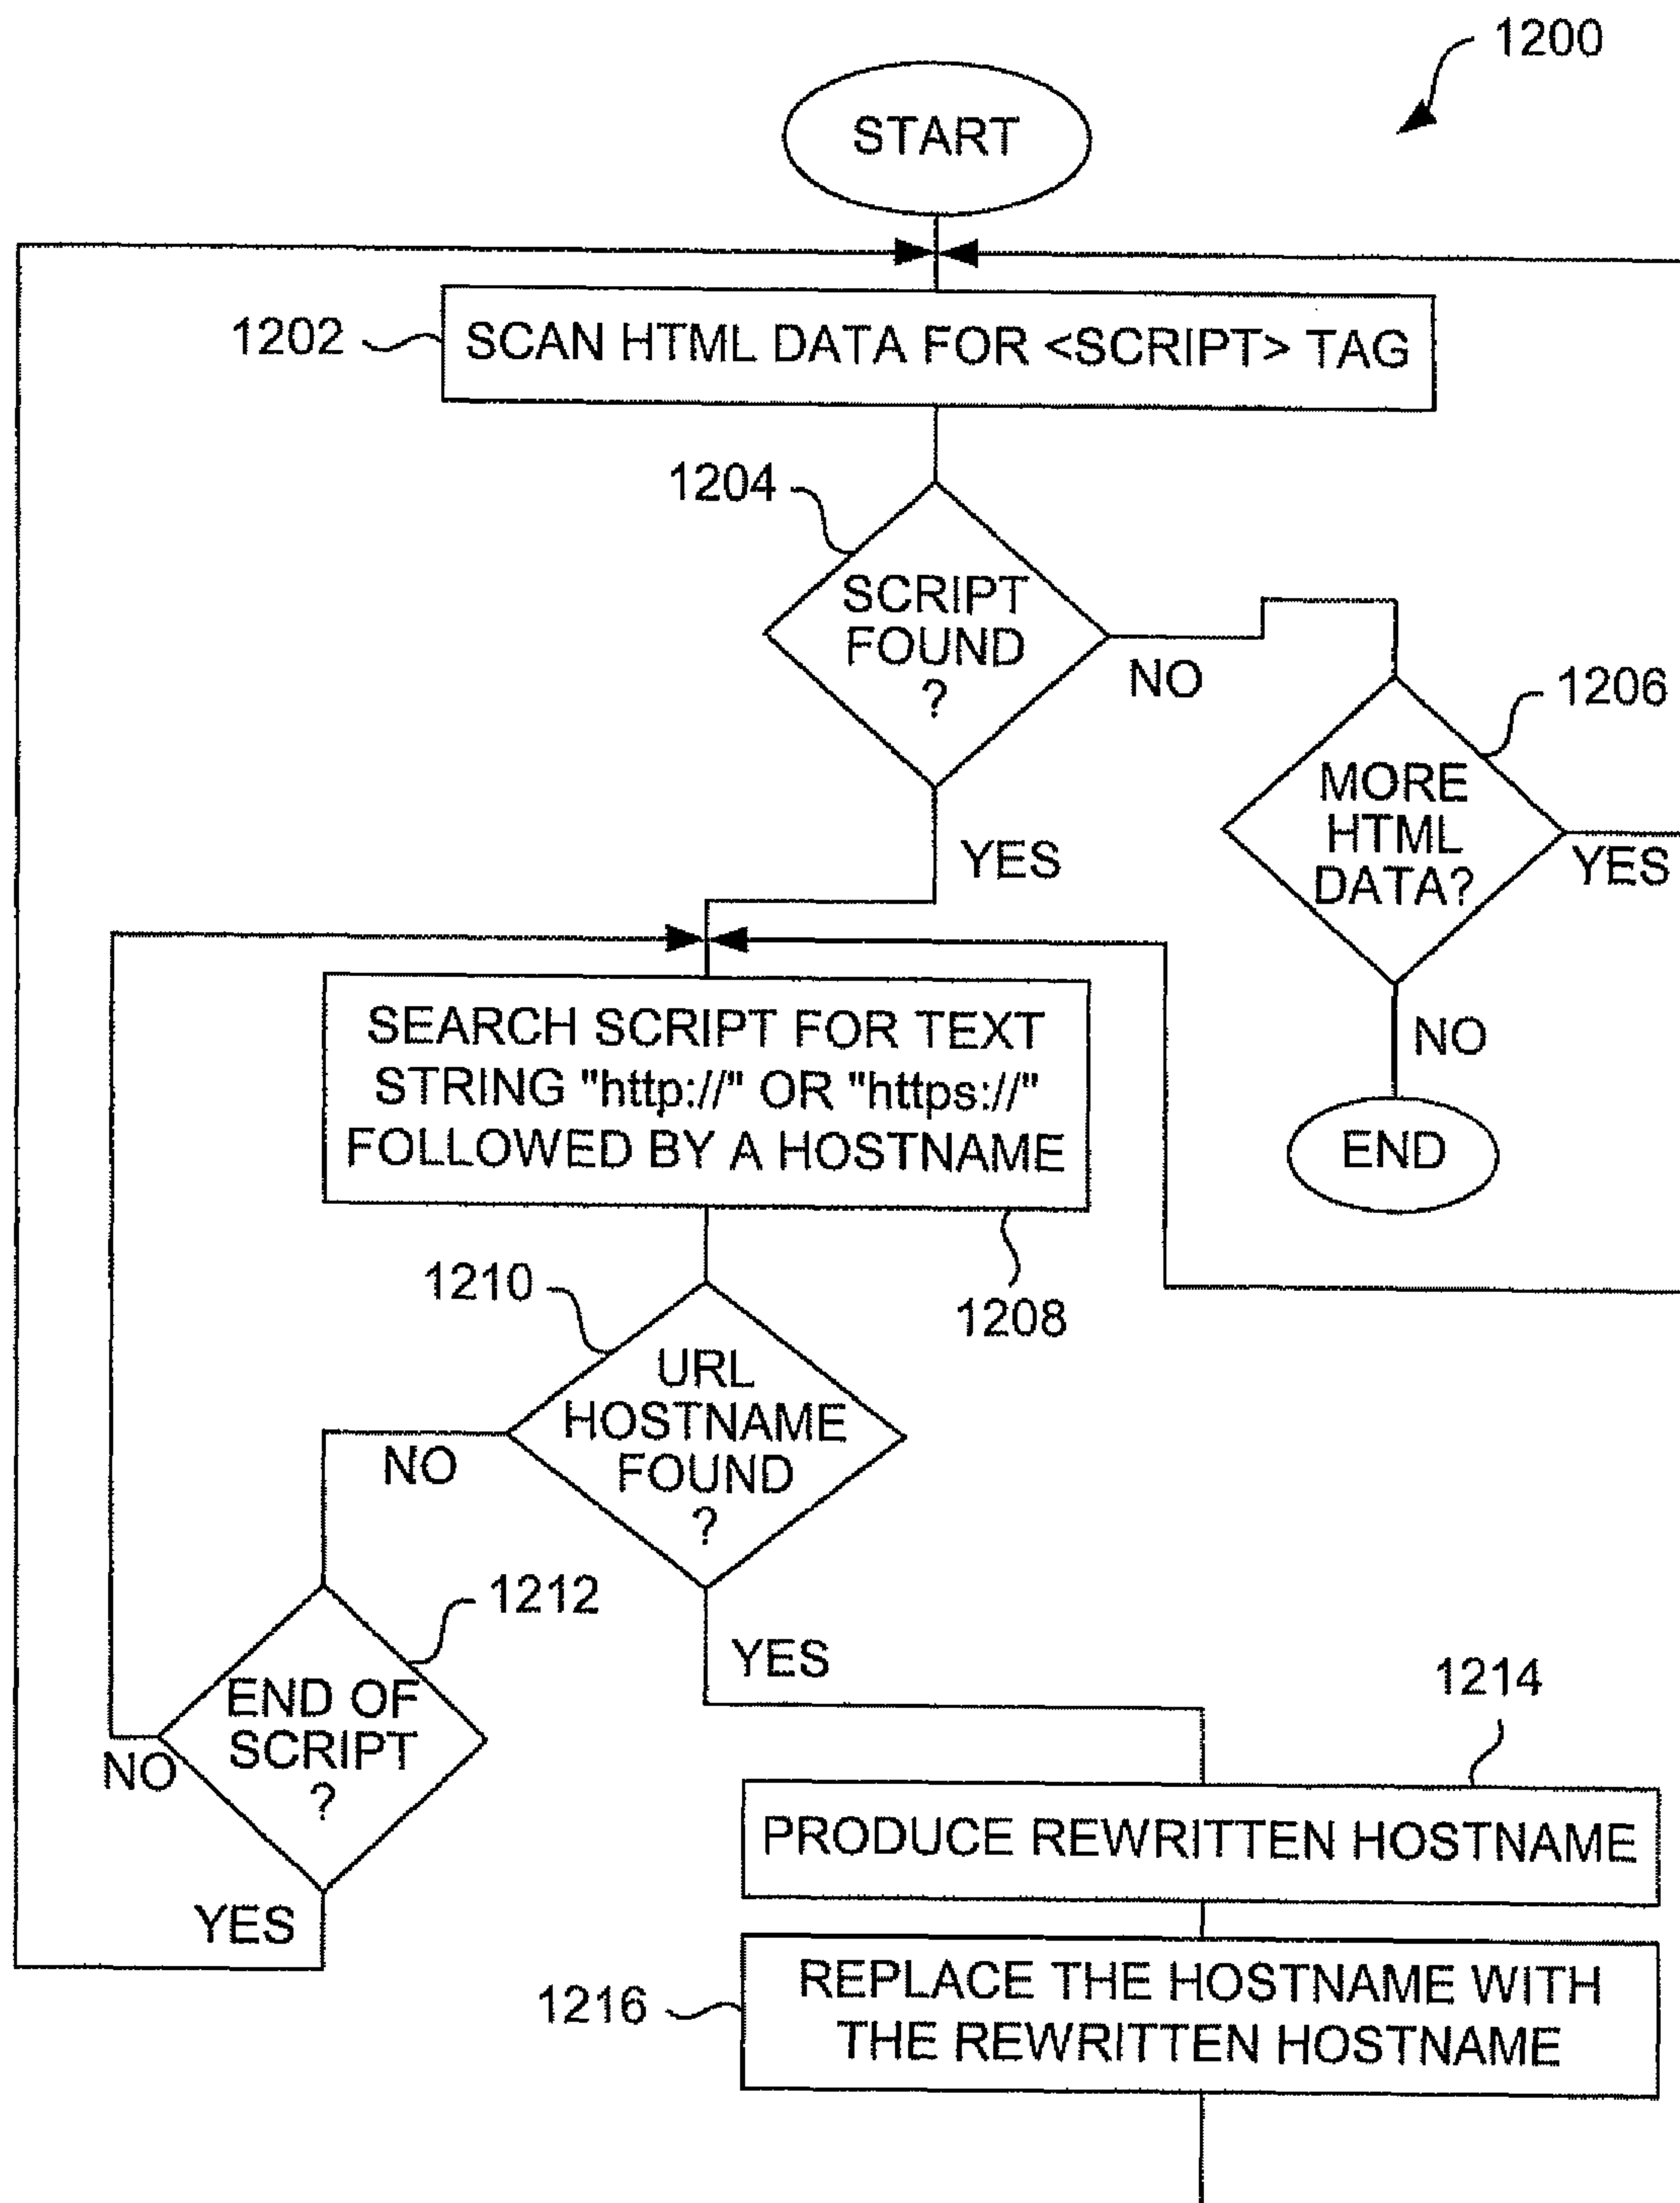 1200
START
1202
SCAN HTML DATA FOR <SCRIPT> TAG
1204
SCRIPT
FOUND
?
NO
1206
MORE
HTML
DATA?
YES
YES
NO
END
SEARCH SCRIPT FOR TEXT
STRING "http://" OR "https://"
FOLLOWED BY A HOSTNAME
1208
1210
URL
HOSTNAME
FOUND
?
NO
1212
YES
END OF
SCRIPT
?
NO
YES
1214
PRODUCE REWRITTEN HOSTNAME
1216
REPLACE THE HOSTNAME WITH
THE REWRITTEN HOSTNAME